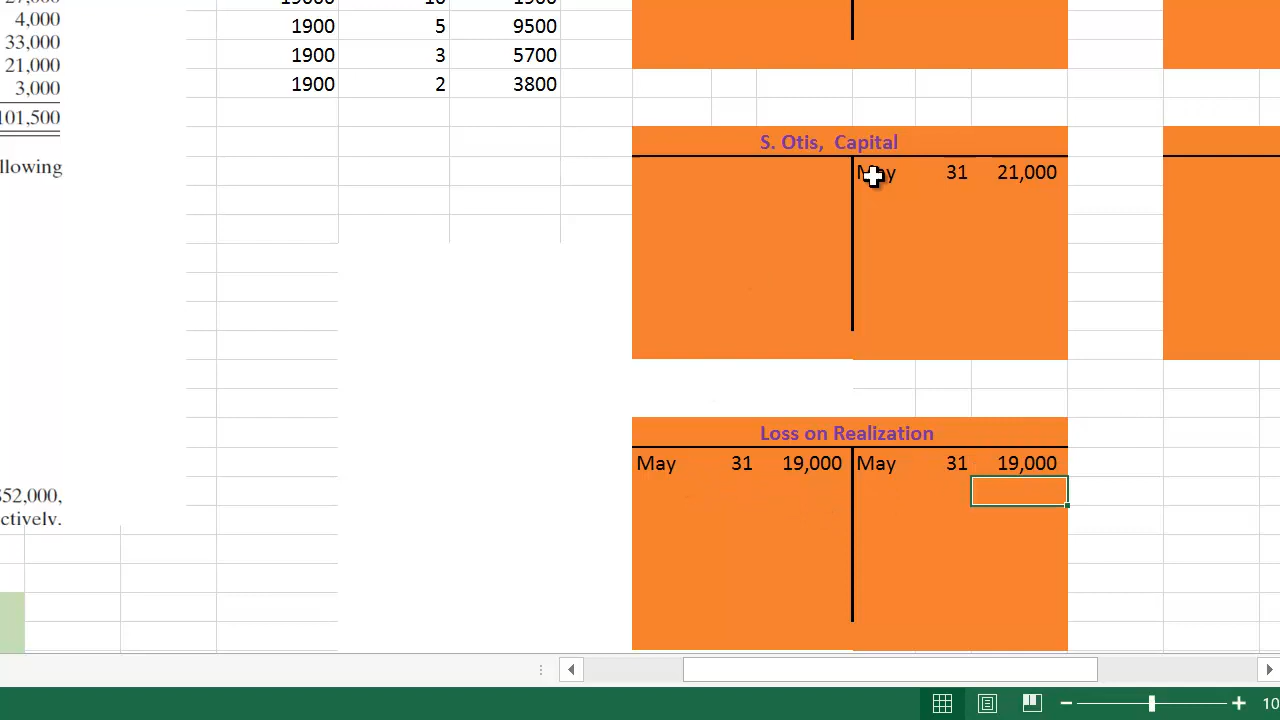 4,000
33,000
21,000
3,000
101,500
llowing
1900 5 9500
1900 3 5700
1900 2 3800
S. Otis, Capital
31 21,000
Loss on Realization
May 31 19,000 May 31 19,000
$52,000,
ctively.
10